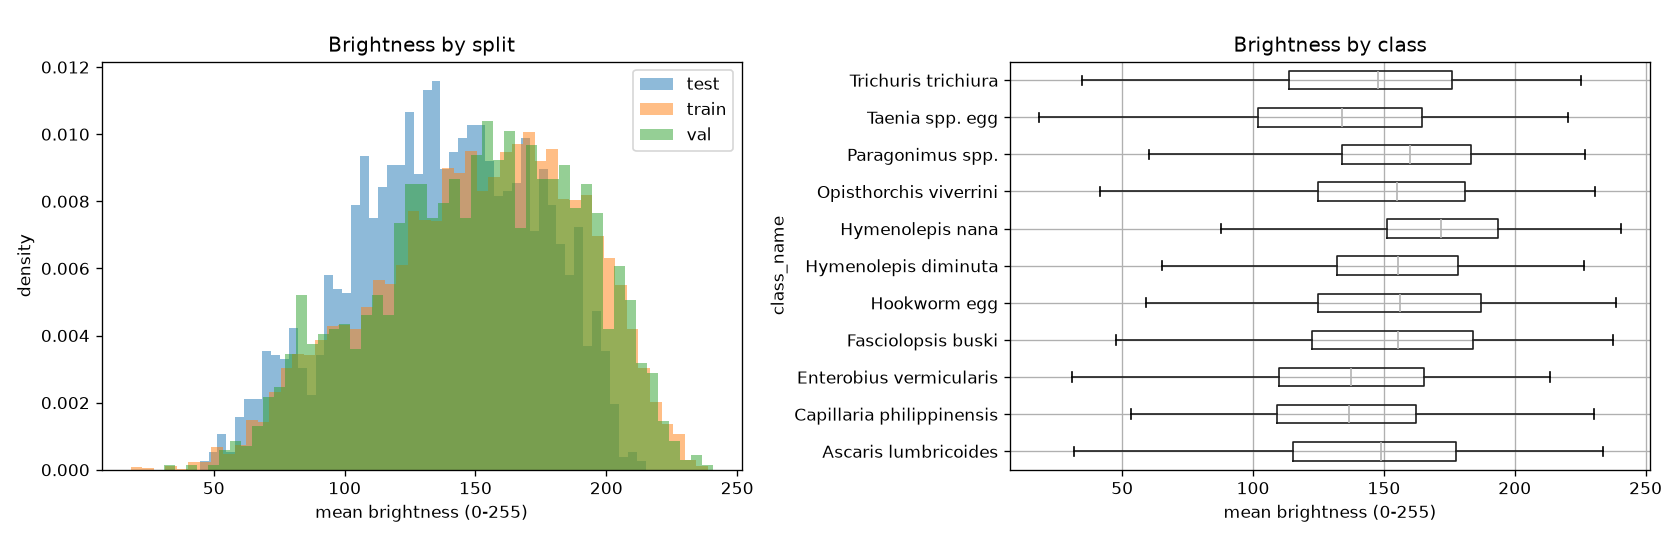 Brightness by split
0.012
0.010
0.008
0.006
0.004
0.002
0.000
density
test
train
val
50
100
150
200
250
mean brightness (0-255)
Brightness by class
class_name
Trichuris trichiura
Taenia spp. egg
Paragonimus spp.
Opisthorchis viverrini
Hymenolepis nana
Hymenolepis diminuta
Hookworm egg
Fasciolopsis buski
Enterobius vermicularis
Capillaria philippinensis
Ascaris lumbricoides
50
100
150
200
250
mean brightness (0-255)